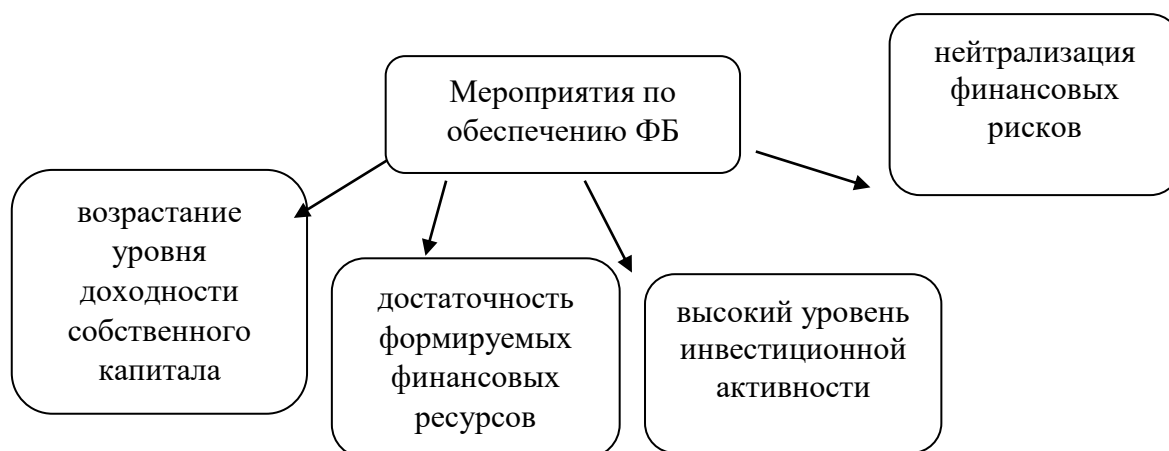 Мероприятия по
обеспечению ФБ
нейтрализация
финансовых
рисков
возрастание
уровня
доходности
собственного
капитала
достаточность
формируемых
финансовых
ресурсов
высокий уровень
инвестиционной
активности